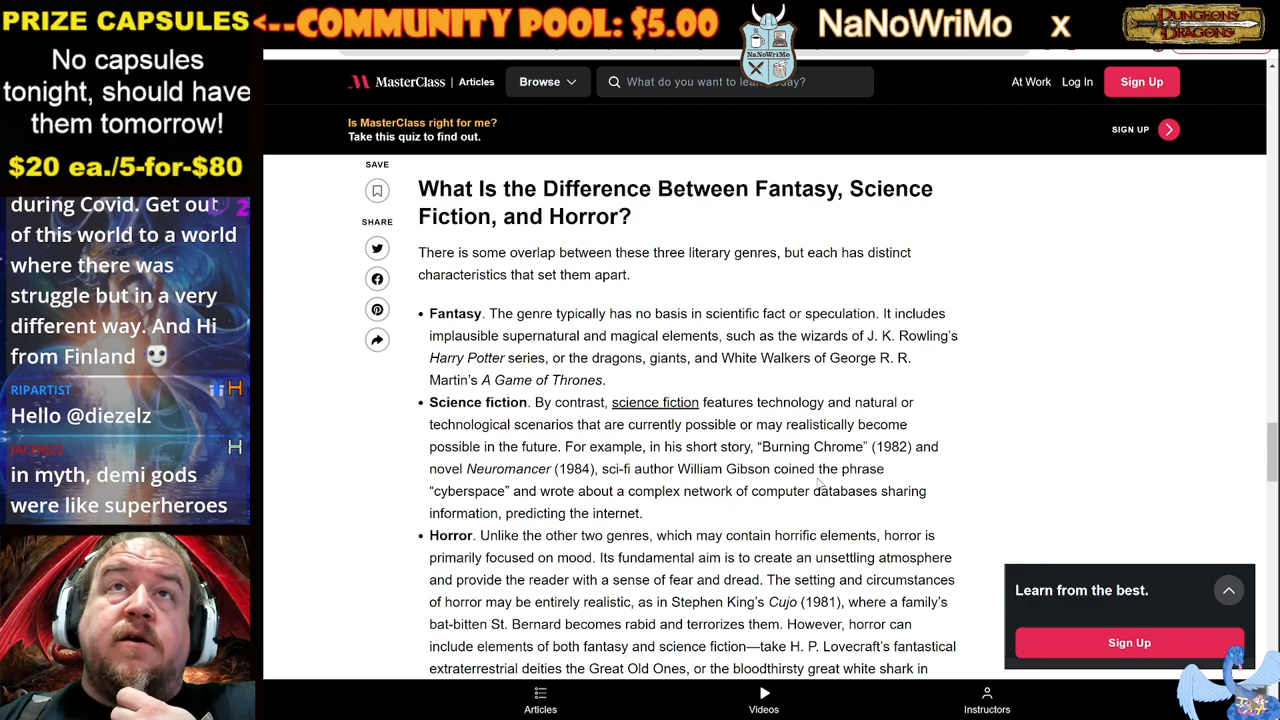 PRIZE CAPSULES
No capsules
tonight, should have
them tomorrow!
$20 ea./5-for-$80
during Covid. Get out
of this world to a world
where there was
struggle but in a very
different way. And Hi
from Finland
RIPARTIST
Hello @diezelz
in myth, demi gods
were like superheroes
<--COMMUNITY POOL: $5.00
NaNoWriMo
NaNoWriMo
x
DUNGEONS & DRAGONS
MasterClass | Articles
Browse
What do you want to learn today?
At Work
Log In
Sign Up
Is MasterClass right for me?
Take this quiz to find out.
SIGN UP
SAVE
SHARE
What Is the Difference Between Fantasy, Science
Fiction, and Horror?
There is some overlap between these three literary genres, but each has distinct
characteristics that set them apart.
• Fantasy. The genre typically has no basis in scientific fact or speculation. It includes
implausible supernatural and magical elements, such as the wizards of J. K. Rowling's
Harry Potter series, or the dragons, giants, and White Walkers of George R. R.
Martin's A Game of Thrones.
• Science fiction. By contrast, science fiction features technology and natural or
technological scenarios that are currently possible or may realistically become
possible in the future. For example, in his short story, “Burning Chrome” (1982) and
novel Neuromancer (1984), sci-fi author William Gibson coined the phrase
“cyberspace” and wrote about a complex network of computer databases sharing
information, predicting the internet.
• Horror. Unlike the other two genres, which may contain horrific elements, horror is
primarily focused on mood. Its fundamental aim is to create an unsettling atmosphere
and provide the reader with a sense of fear and dread. The setting and circumstances
of horror may be entirely realistic, as in Stephen King's Cujo (1981), where a family's
bat-bitten St. Bernard becomes rabid and terrorizes them. However, horror can
include elements of both fantasy and science fiction—take H. P. Lovecraft's fantastical
extraterrestrial deities the Great Old Ones, or the bloodthirsty great white shark in
Learn from the best.
Sign Up
Articles
Videos
Instructors